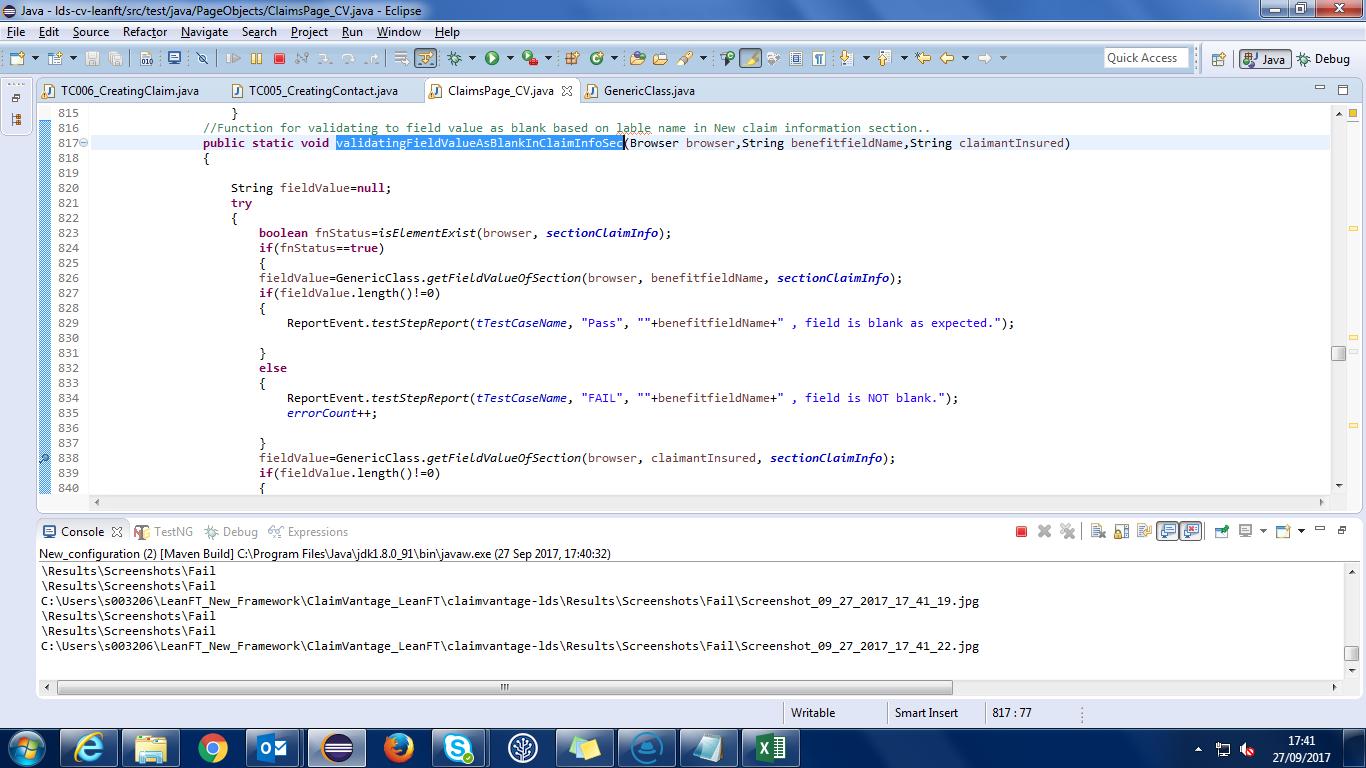 Java - lds-cv-leanft/src/test/java/PageObjects/ClaimsPage_CV.java - Eclipse
File Edit Source Refactor Navigate Search Project Run Window Help
Quick Access Java Debug
TC006_CreatingClaim.java TC005_CreatingContact.java ClaimsPage_CV.java GenericClass.java
815 }
816 //Function for validating to field value as blank based on lable name in New claim information section..
817 public static void validatingFieldValueAsBlankInClaimInfoSec(Browser browser,String benefitfieldName,String claimantInsured)
818 {
819
820 String fieldValue=null;
821 try
822 {
823 boolean fnStatus=isElementExist(browser, sectionClaimInfo);
824 if(fnStatus==true)
825 {
826 fieldValue=GenericClass.getFieldValueOfSection(browser, benefitfieldName, sectionClaimInfo);
827 if(fieldValue.length()!=0)
828 {
829 ReportEvent.testStepReport(tTestCaseName, "Pass", ""+benefitfieldName+" , field is blank as expected.");
830
831 }
832 else
833 {
834 ReportEvent.testStepReport(tTestCaseName, "FAIL", ""+benefitfieldName+" , field is NOT blank.");
835 errorCount++;
836
837 }
838 fieldValue=GenericClass.getFieldValueOfSection(browser, claimantInsured, sectionClaimInfo);
839 if(fieldValue.length()!=0)
840 {
Console TestNG Debug Expressions
New_configuration (2) [Maven Build] C:\Program Files\Java\jdk1.8.0_91\bin\javaw.exe (27 Sep 2017, 17:40:32)
\Results\Screenshots\Fail
\Results\Screenshots\Fail
C:\Users\s003206\LeanFT_New_Framework\ClaimVantage_LeanFT\claimvantage-lds\Results\Screenshots\Fail\Screenshot_09_27_2017_17_41_19.jpg
\Results\Screenshots\Fail
\Results\Screenshots\Fail
C:\Users\s003206\LeanFT_New_Framework\ClaimVantage_LeanFT\claimvantage-lds\Results\Screenshots\Fail\Screenshot_09_27_2017_17_41_22.jpg
Writable Smart Insert 817 : 77
17:41
27/09/2017